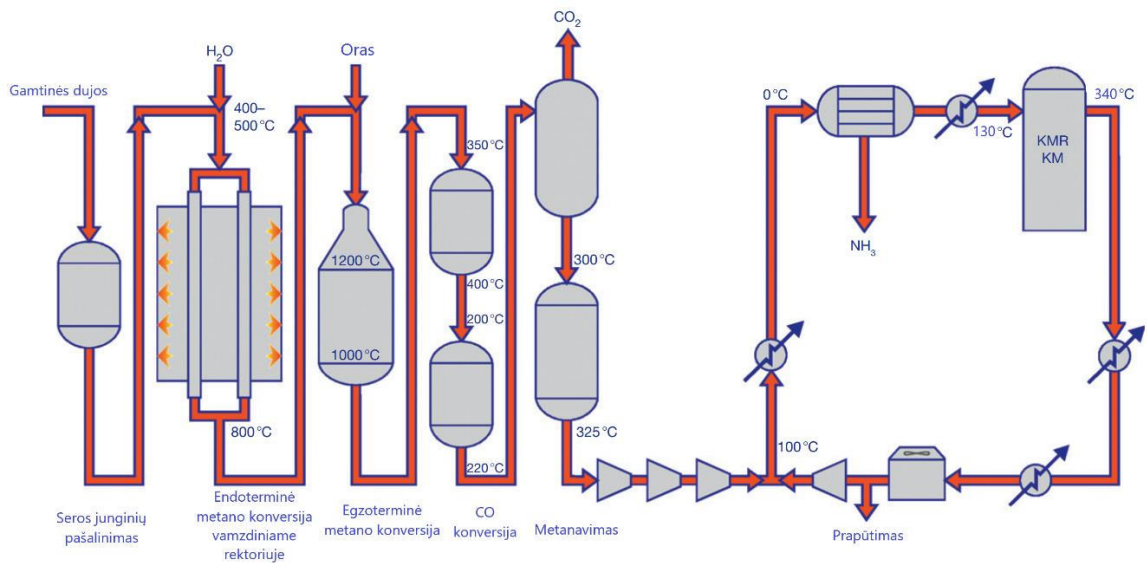 Gamtinės dujos
H₂O
400–
500°C
Oras
1200°C
1000°C
800°C
350°C
400°C
200°C
220°C
CO₂
300°C
325°C
100°C
0°C
NH₃
130°C
KMR
KM
340°C
Seros junginių
pašalinimas
Endoterminė
metano konversija
vamzdiniame
rektoriuje
Egzoterminė
metano konversija
CO
konversija
Metanavimas
Prapūtimas